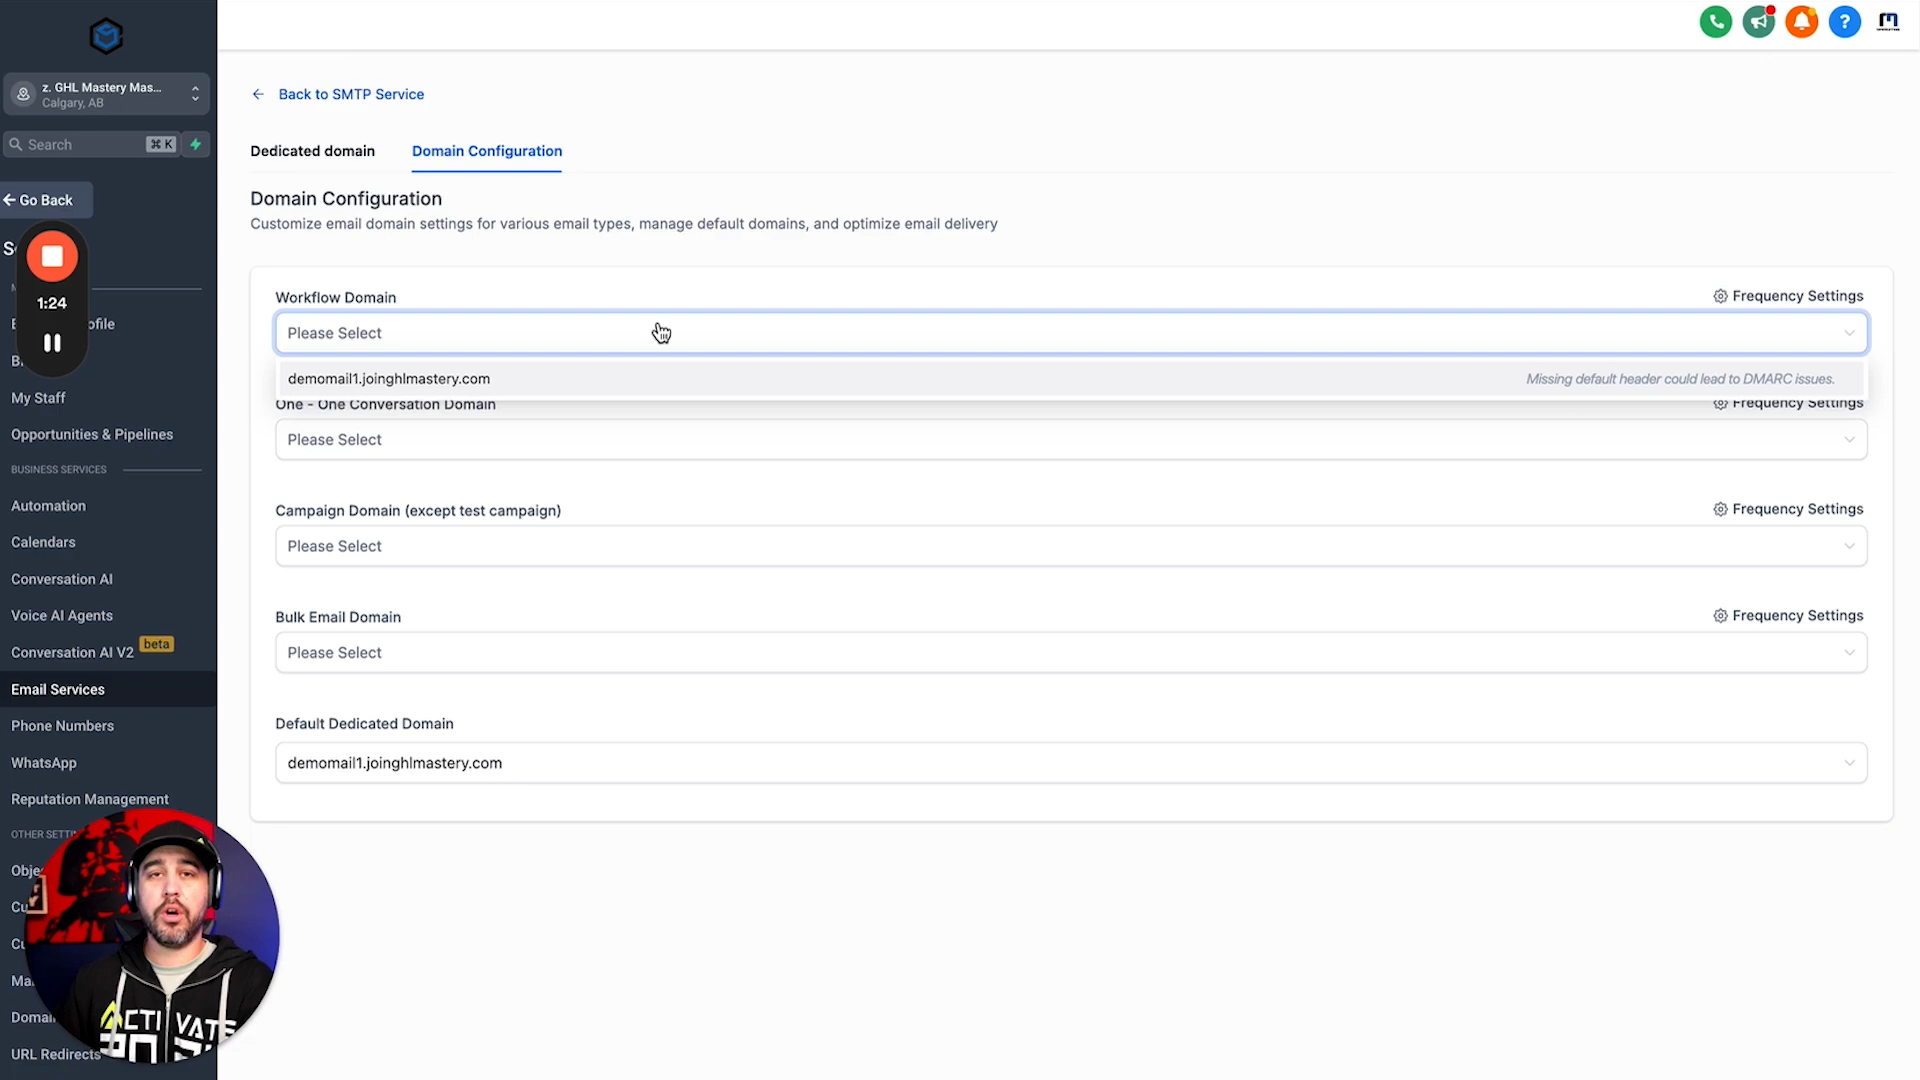 z. GHL Mastery Mas...
Calgary, AB
Search
⌘ K
Go Back
1:24
My Staff
Opportunities & Pipelines
BUSINESS SERVICES
Automation
Calendars
Conversation AI
Voice AI Agents
Conversation AI V2
beta
Email Services
Phone Numbers
WhatsApp
Reputation Management
URL Redirects
Back to SMTP Service
Dedicated domain
Domain Configuration
Domain Configuration
Customize email domain settings for various email types, manage default domains, and optimize email delivery
Workflow Domain
Frequency Settings
Please Select
demomail1.joinghlmastery.com
Missing default header could lead to DMARC issues.
One - One Conversation Domain
Frequency Settings
Please Select
Campaign Domain (except test campaign)
Frequency Settings
Please Select
Bulk Email Domain
Frequency Settings
Please Select
Default Dedicated Domain
demomail1.joinghlmastery.com
ACTIVATE